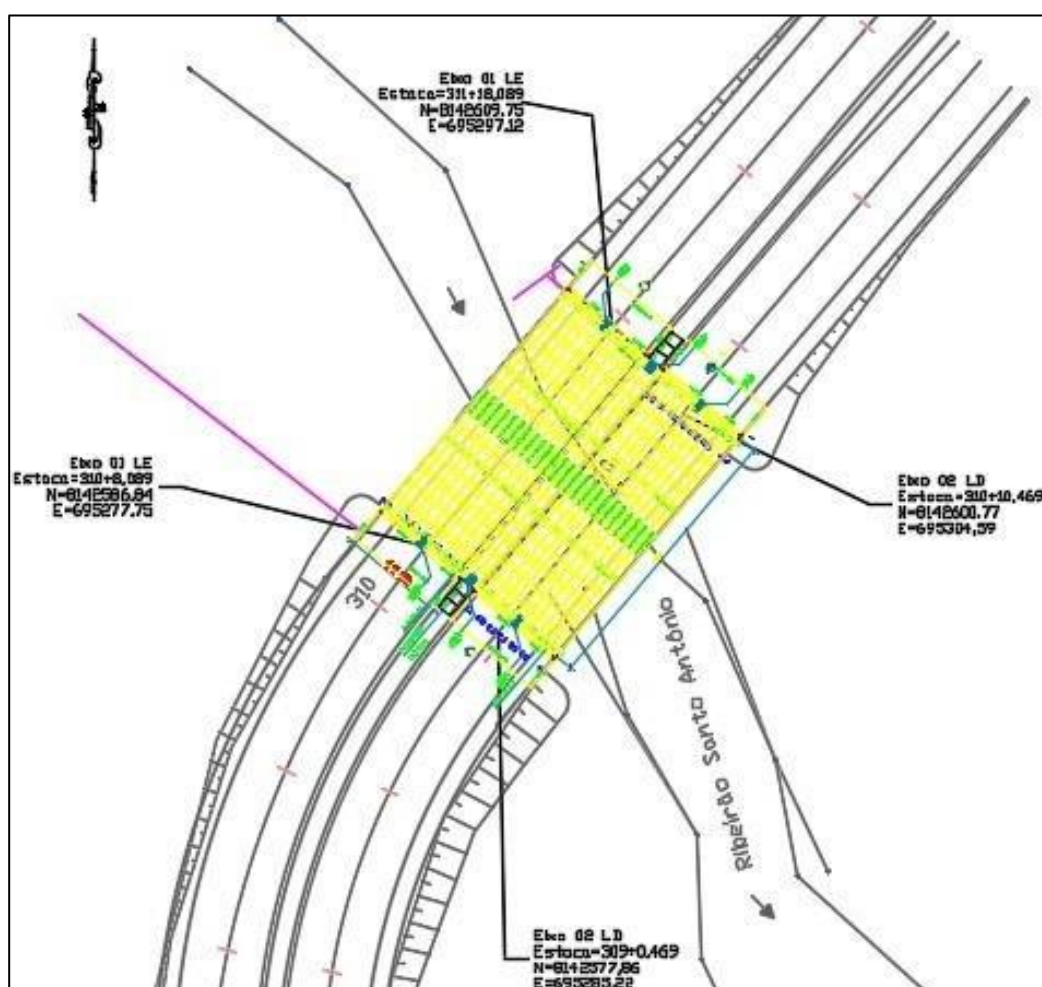 Eixo 01 LE
Estaca=311+18,089
N=8142609.75
E=695297.12
Eixo 01 LE
Estaca=310+8,089
N=8142586.84
E=695277.75
Eixo 02 LD
Estaca=310+10,469
N=8142600.77
E=695304,59
310
Ribeirão Santo Antônio
Eixo 02 LD
Estaca=309+0,469
N=8142577,86
E=695285.22